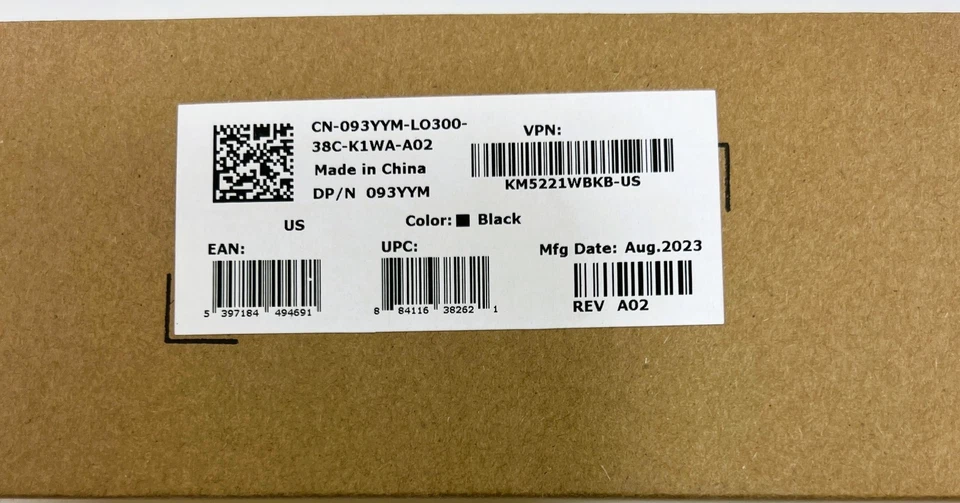 CN-093YYM-LO300-
38C-K1WA-A02
Made in China
DP/N 093YYM
VPN:
KM5221WBKB-US
US
Color: Black
EAN:
5 397184 494691
UPC:
8 84116 38262 1
Mfg Date: Aug.2023
REV A02